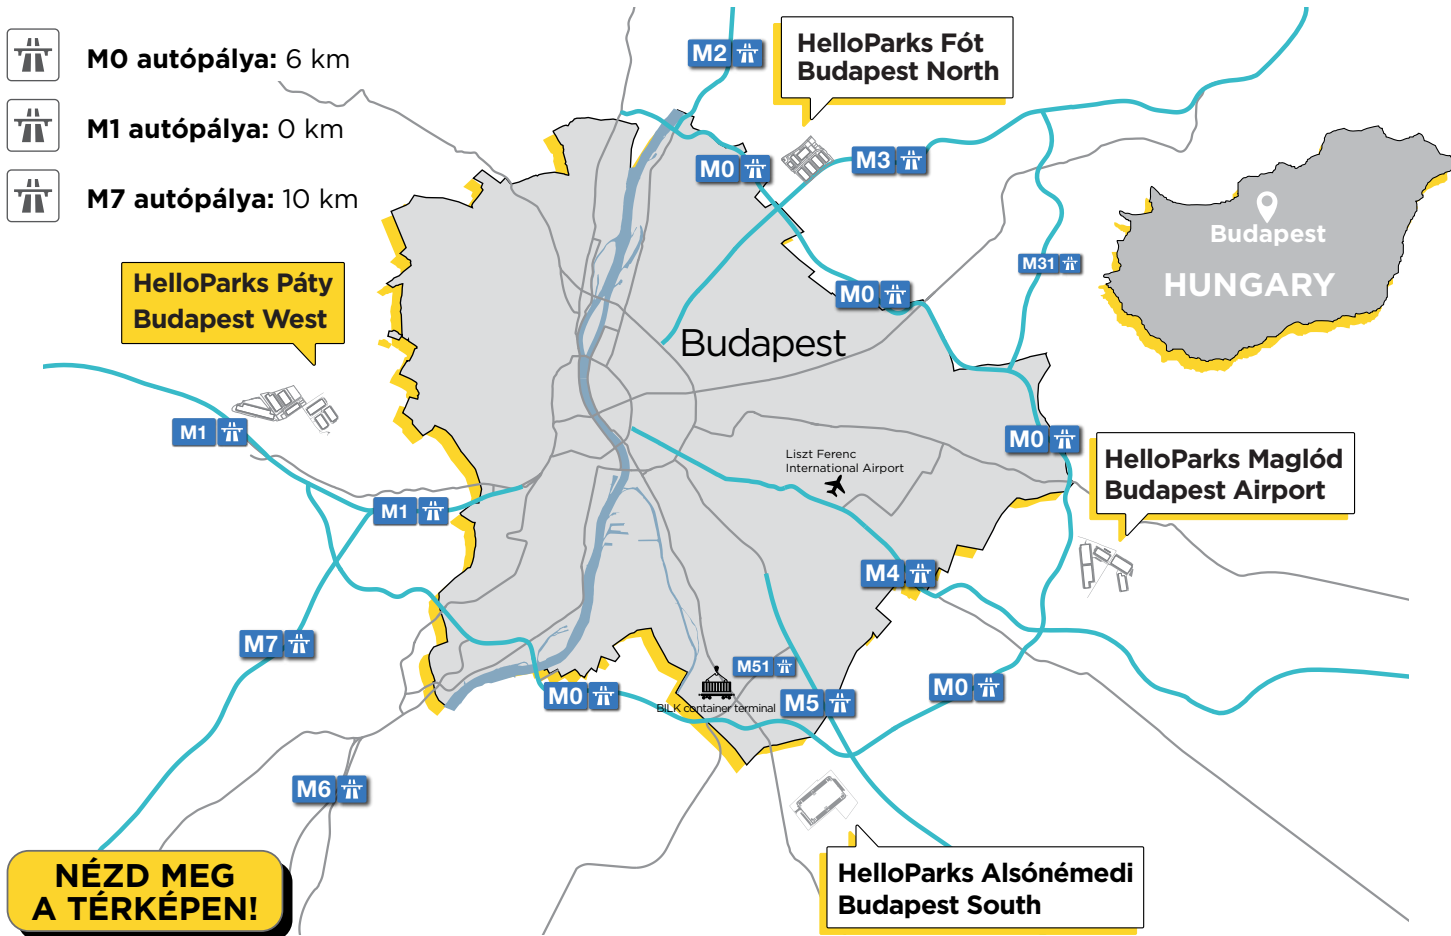 M0 autópálya: 6 km
M1 autópálya: 0 km
M7 autópálya: 10 km
M2
HelloParks Fót
Budapest North
M0
M3
Budapest
HUNGARY
M31
HelloParks Páty
Budapest West
M0
Budapest
M1
M0
Liszt Ferenc
International Airport
HelloParks Maglód
Budapest Airport
M1
M4
M7
M51
M0
M5
M0
BILK container terminal
M6
NÉZD MEG
A TÉRKÉPEN!
HelloParks Alsónémedi
Budapest South